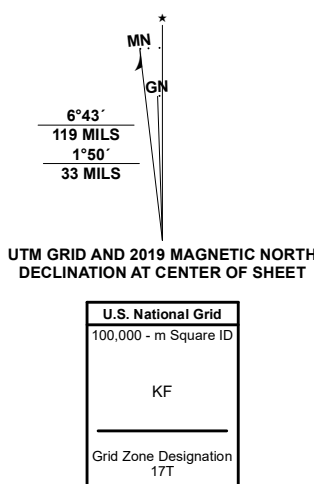 ★
MN
GN
6°43´
119 MILS
1°50´
33 MILS
UTM GRID AND 2019 MAGNETIC NORTH
DECLINATION AT CENTER OF SHEET
U.S. National Grid
100,000 - m Square ID
KF
Grid Zone Designation
17T